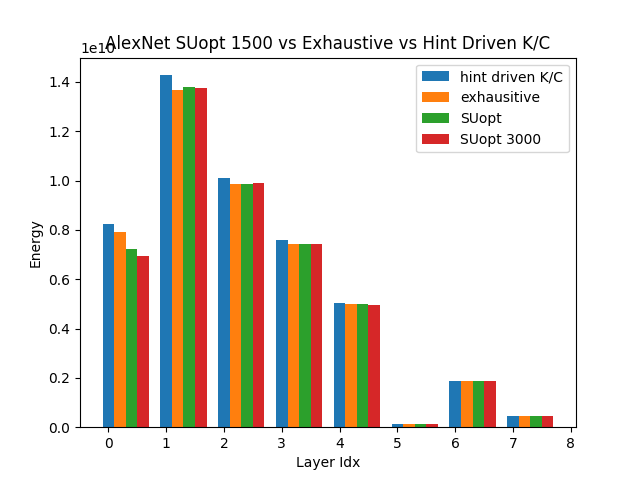 AlexNet SUopt 1500 vs Exhaustive vs Hint Driven K/C
1e10
hint driven K/C
exhausitive
SUopt
SUopt 3000
1.4
1.2
1.0
0.8
0.6
0.4
0.2
0.0
Energy
0 1 2 3 4 5 6 7 8
Layer Idx